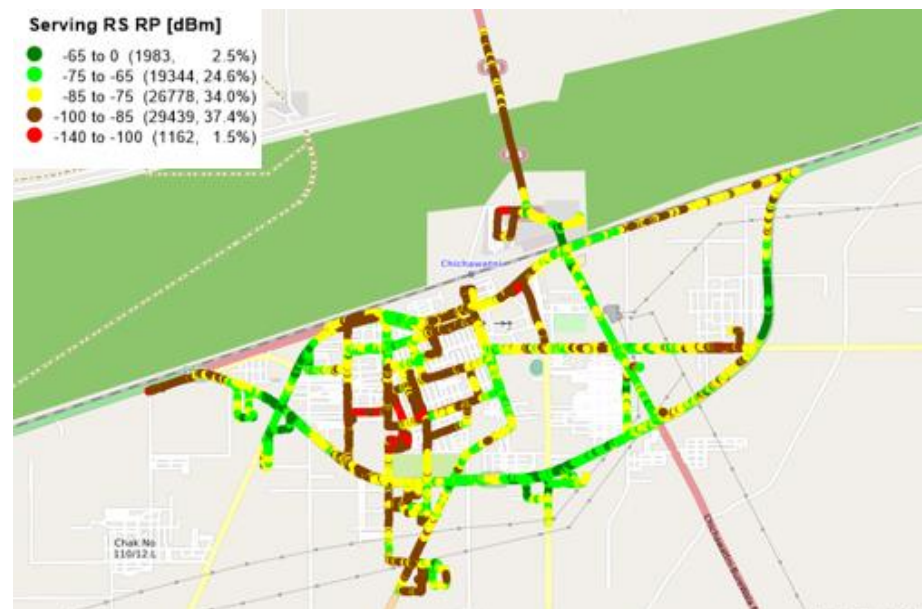 Serving RS RP [dBm]
-65 to 0 (1983, 2.5%)
-75 to -65 (19344, 24.6%)
-85 to -75 (26778, 34.0%)
-100 to -85 (29439, 37.4%)
-140 to -100 (1162, 1.5%)
Chichawatni
Chak No
110/12.L
Chichawatni